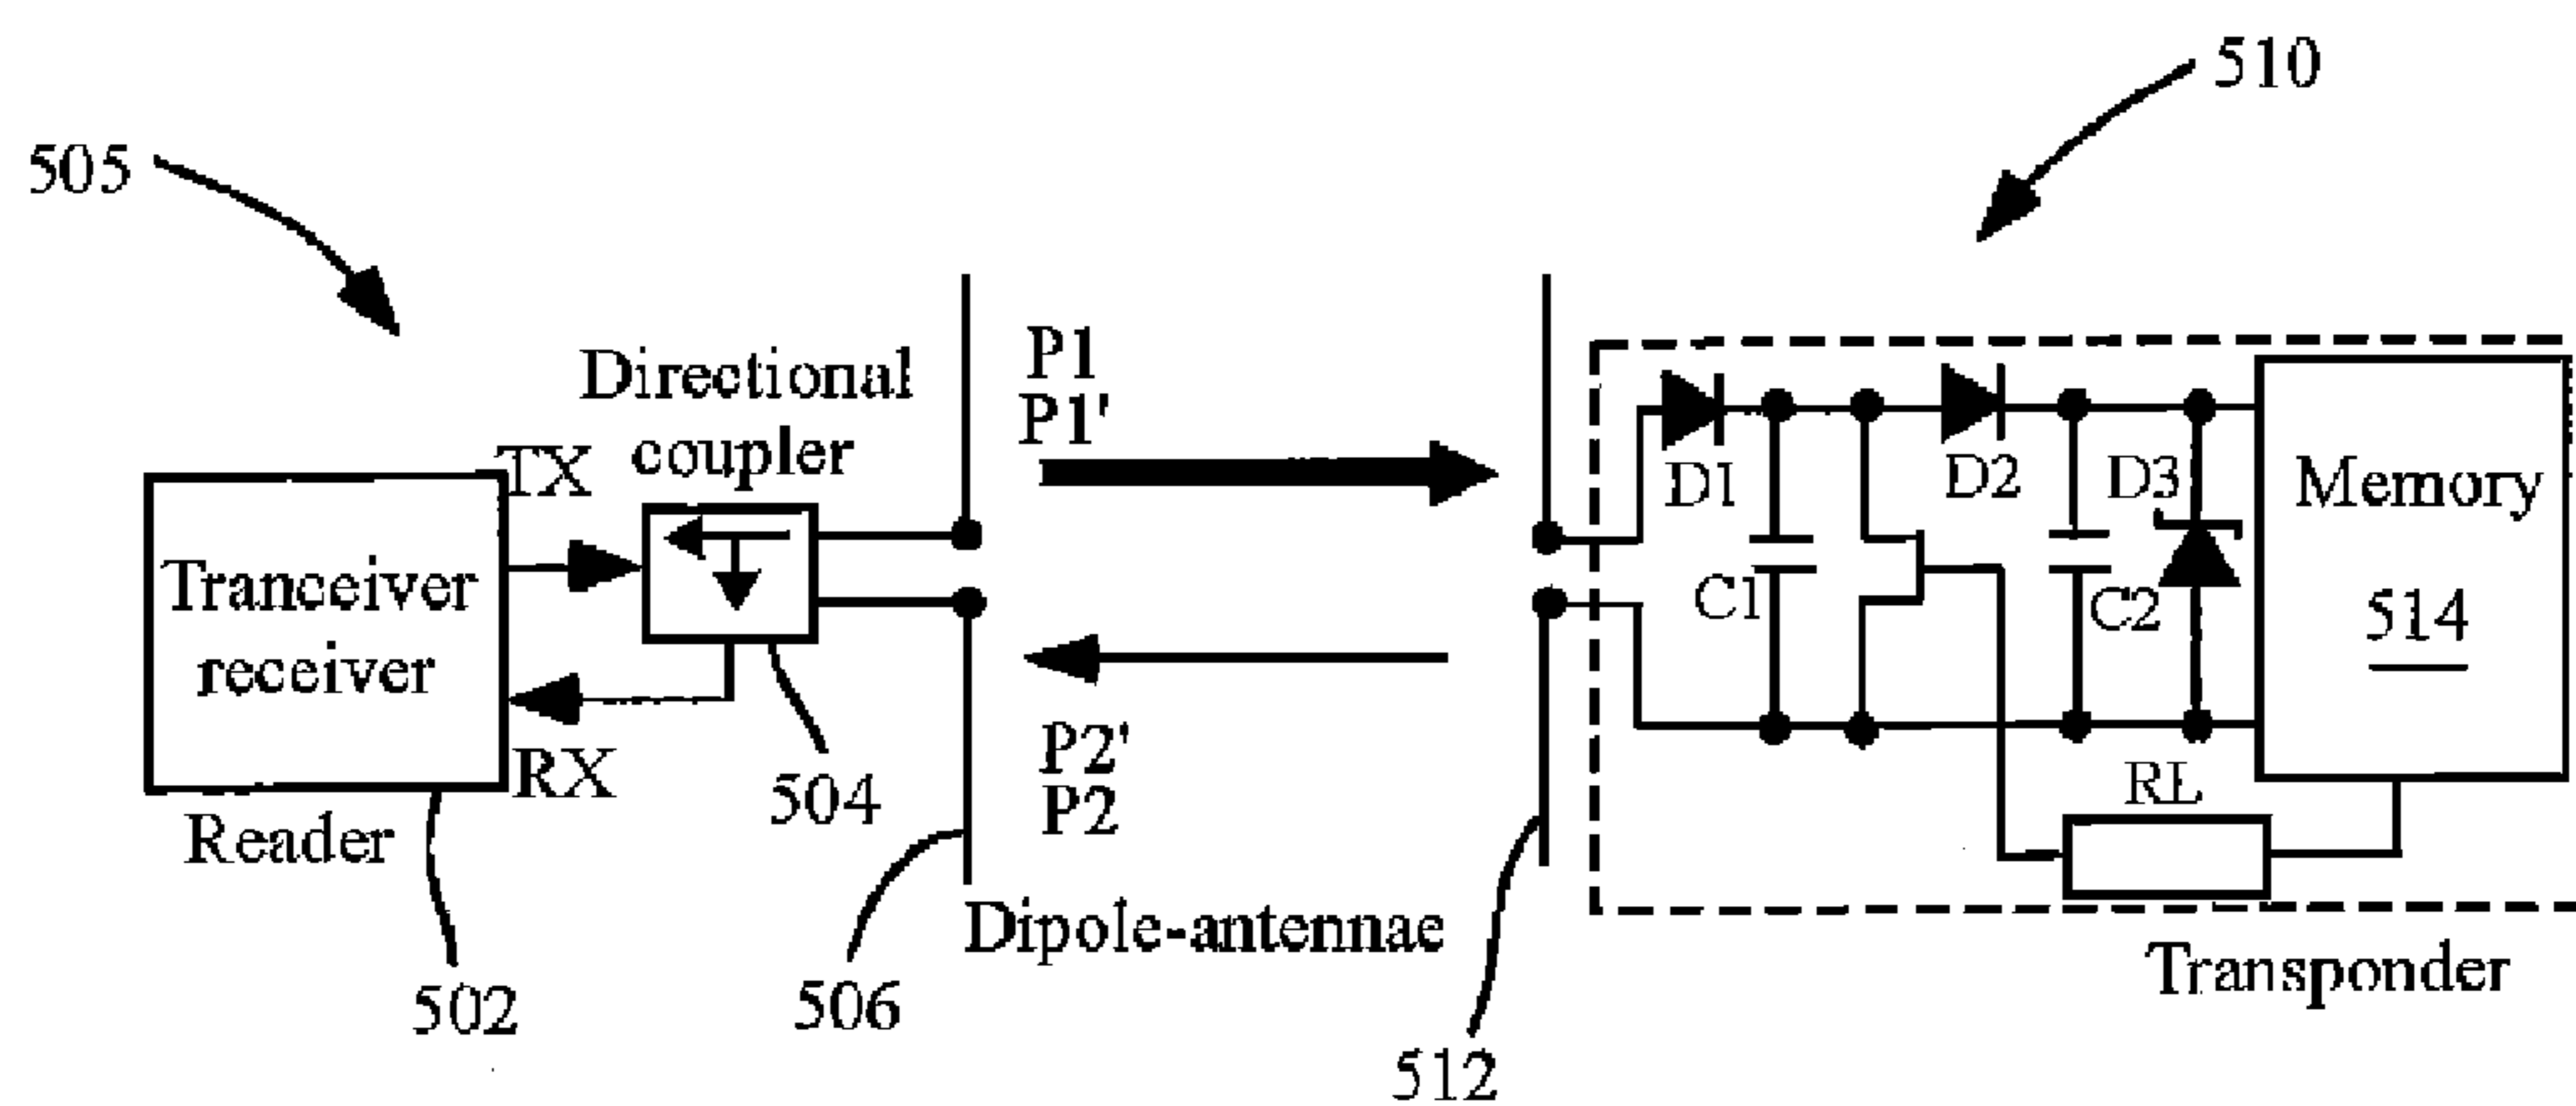 510
505
P1
P1'
Directional
coupler
TX
Tranceiver
receiver
RX
Reader
504
P2'
P2
D1
D2
D3
Memory
514
C1
C2
RL
Dipole-antennae
Transponder
502
506
512